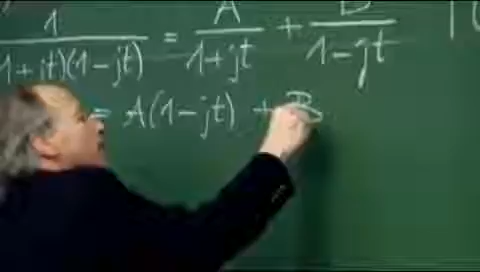 1/(1+jt)(1-jt) = A/(1+jt) + B/(1-jt)
= A(1-jt) + B